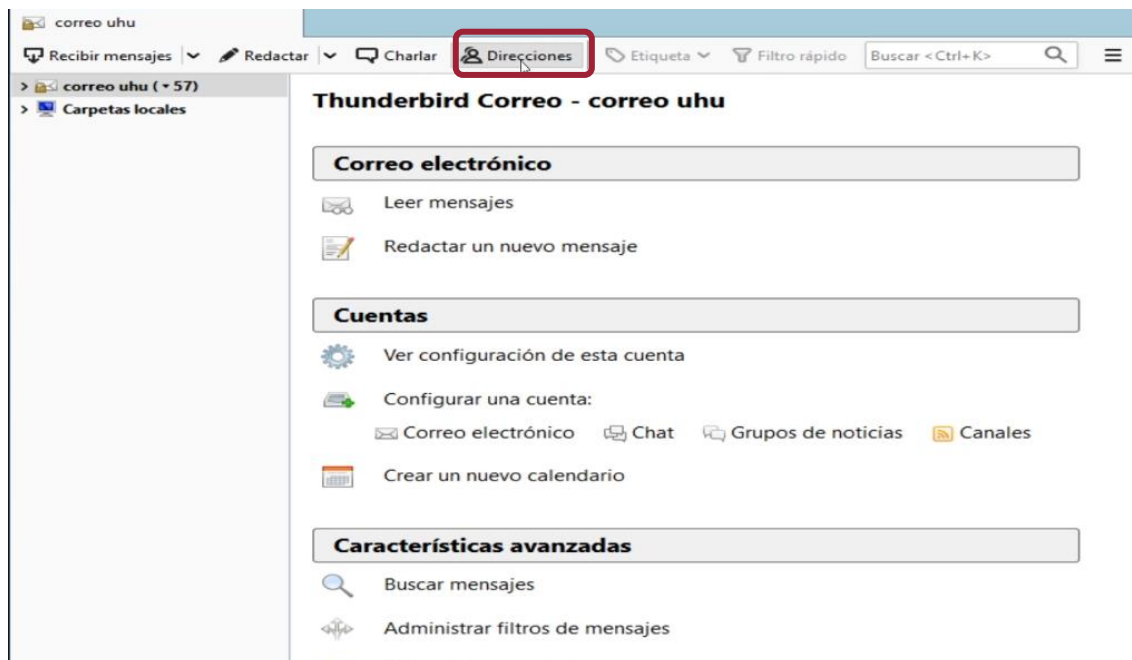 correo uhu
Recibir mensajes Redactar Charlar Direcciones Etiqueta Filtro rápido Buscar <Ctrl+K>
correo uhu (57)
Carpetas locales
Thunderbird Correo - correo uhu
Correo electrónico
Leer mensajes
Redactar un nuevo mensaje
Cuentas
Ver configuración de esta cuenta
Configurar una cuenta:
Correo electrónico Chat Grupos de noticias Canales
Crear un nuevo calendario
Características avanzadas
Buscar mensajes
Administrar filtros de mensajes